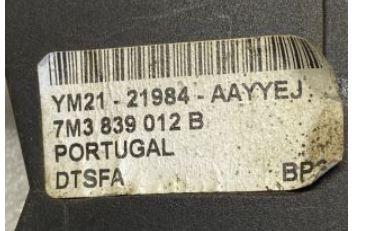 YM21 - 21984 - AAYYEJ
7M3 839 012 B
PORTUGAL
DTSFA